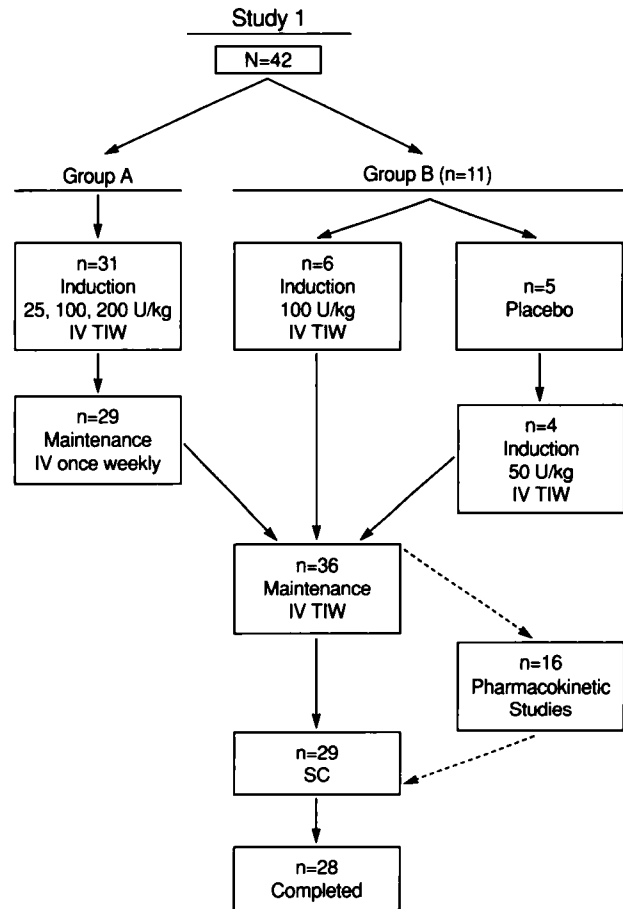 Study 1
N=42
Group A
Group B (n=11)
n=31
Induction
25, 100, 200 U/kg
IV TIW
n=6
Induction
100 U/kg
IV TIW
n=5
Placebo
n=29
Maintenance
IV once weekly
n=4
Induction
50 U/kg
IV TIW
n=36
Maintenance
IV TIW
n=16
Pharmacokinetic
Studies
n=29
SC
n=28
Completed